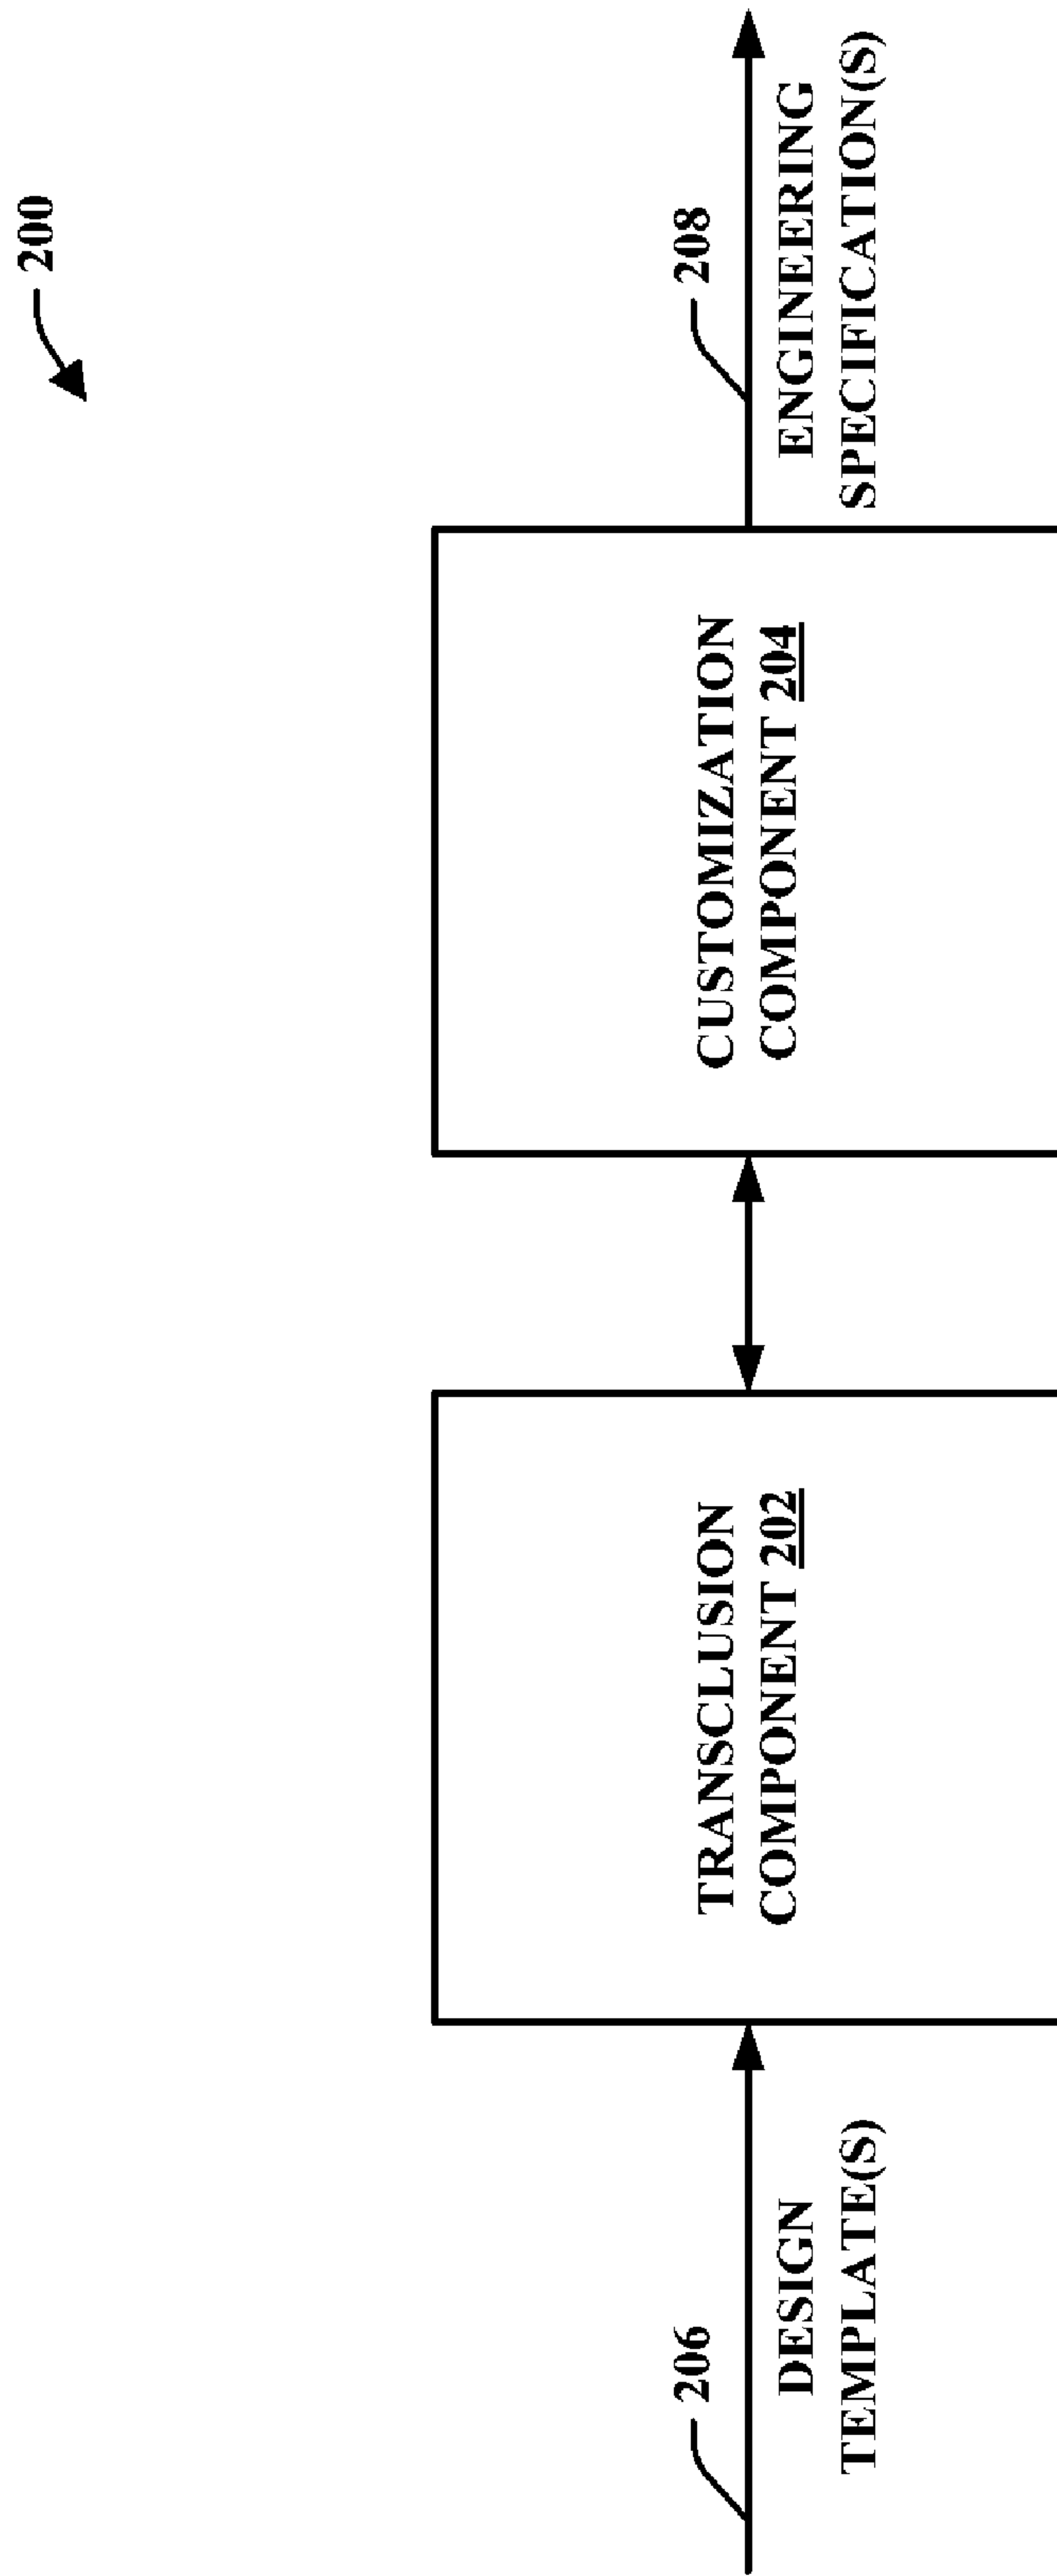 200
206
DESIGN
TEMPLATE(S)
TRANSCLUSION
COMPONENT 202
CUSTOMIZATION
COMPONENT 204
208
ENGINEERING
SPECIFICATION(S)